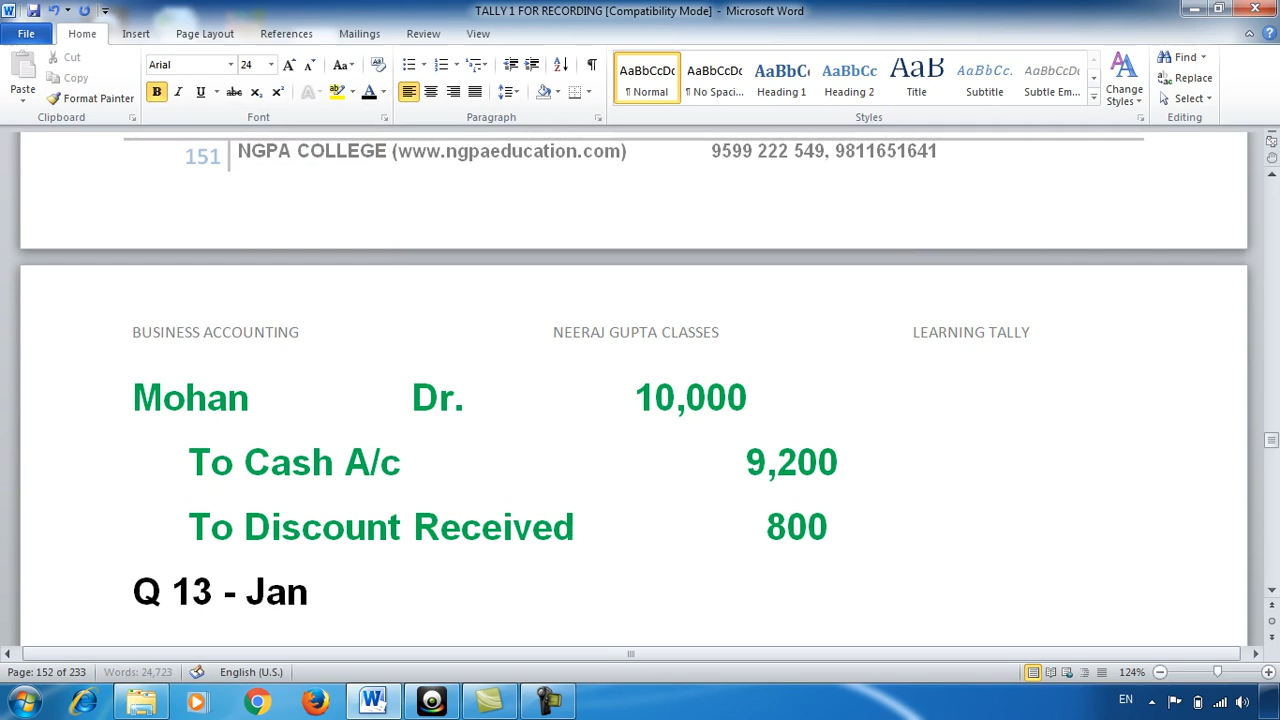 TALLY 1 FOR RECORDING [Compatibility Mode] - Microsoft Word
File Home Insert Page Layout References Mailings Review View
Cut
Copy
Paste
Format Painter
Clipboard
Arial 24
Font
Paragraph
AaBbCcDc AaBbCcDc AaBbCc AaBbCc AaB AaBbCc. AaBbCcDc
¶ Normal ¶ No Spaci... Heading 1 Heading 2 Title Subtitle Subtle Em...
Styles
Change Styles
Find
Replace
Select
Editing
151 NGPA COLLEGE (www.ngpaeducation.com) 9599 222 549, 9811651641
BUSINESS ACCOUNTING NEERAJ GUPTA CLASSES LEARNING TALLY
Mohan Dr. 10,000
To Cash A/c 9,200
To Discount Received 800
Q 13 - Jan
Page: 152 of 233 Words: 24,723 English (U.S.) 124%
EN